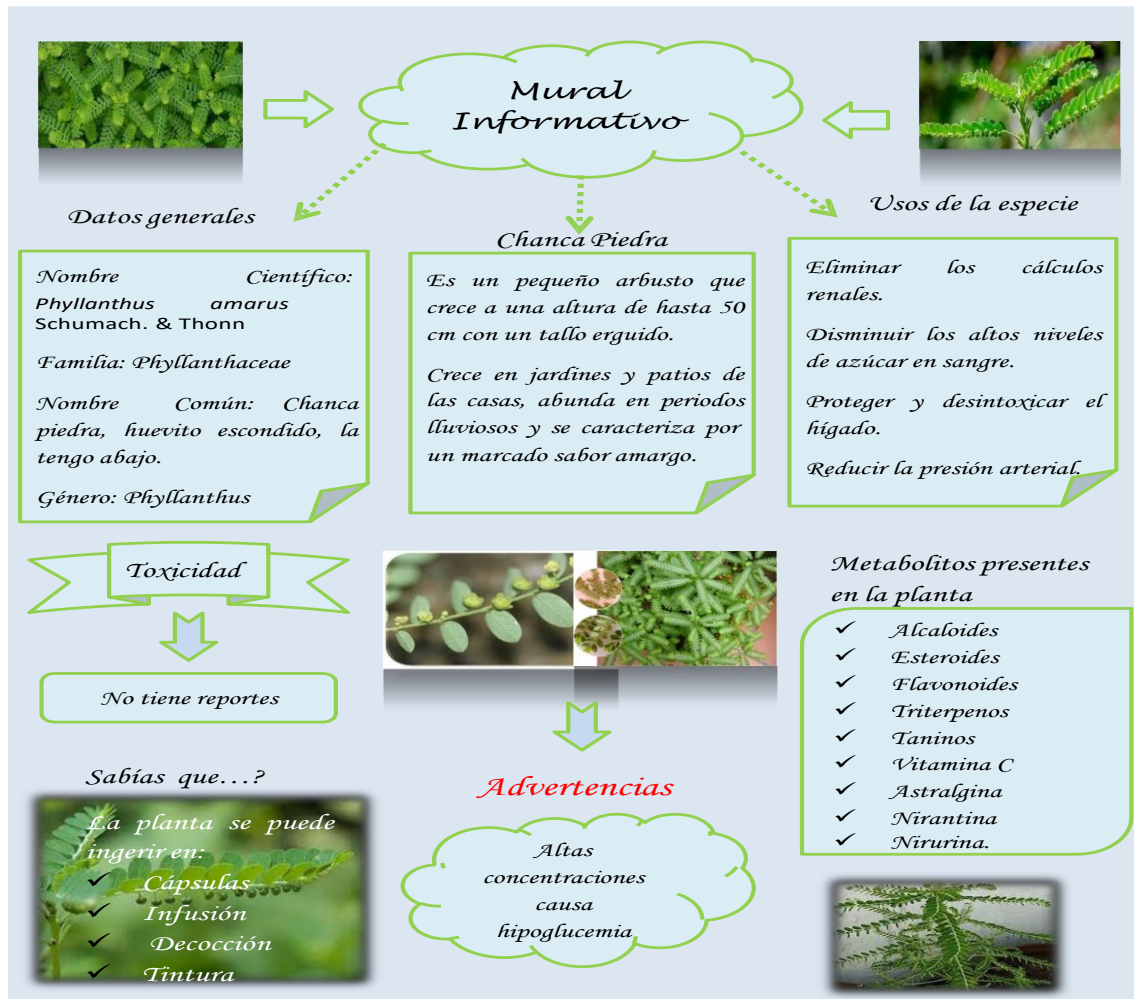 Mural
Informativo
Datos generales
Nombre Científico:
Phyllanthus amarus
Schumach. & Thonn
Familia: Phyllanthaceae
Nombre Común: Chanca
piedra, huevito escondido, la
tengo abajo.
Género: Phyllanthus
Chanca Piedra
Es un pequeño arbusto que
crece a una altura de hasta 50
cm con un tallo erguido.
Crece en jardines y patios de
las casas, abunda en periodos
lluviosos y se caracteriza por
un marcado sabor amargo.
Usos de la especie
Eliminar los cálculos
renales.
Disminuir los altos niveles
de azúcar en sangre.
Proteger y desintoxicar el
hígado.
Reducir la presión arterial.
Toxicidad
No tiene reportes
Metabolitos presentes
en la planta
✓ Alcaloides
✓ Esteroides
✓ Flavonoides
✓ Triterpenos
✓ Taninos
✓ Vitamina C
✓ Astralgina
✓ Nirantina
✓ Nirurina.
Sabías que...?
La planta se puede
ingerir en:
✓ Cápsulas
✓ Infusión
✓ Decocción
✓ Tintura
Advertencias
Altas
concentraciones
causa
hipoglucemia